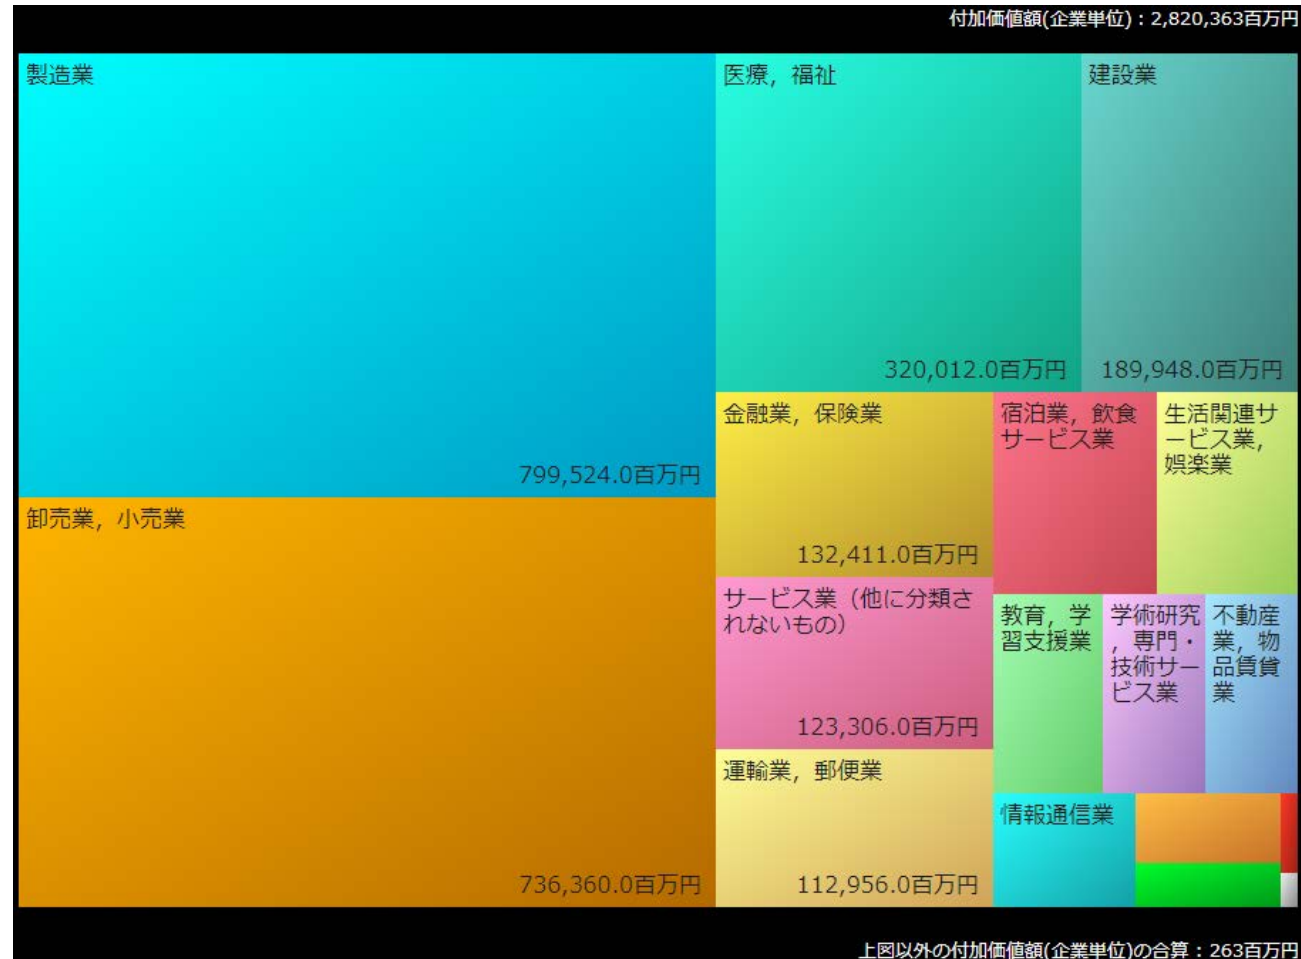 付加価値額(企業単位)：2,820,363百万円
製造業
799,524.0百万円
卸売業，小売業
736,360.0百万円
医療，福祉
320,012.0百万円
建設業
189,948.0百万円
金融業，保険業
132,411.0百万円
サービス業（他に分類さ
れないもの）
123,306.0百万円
運輸業，郵便業
112,956.0百万円
宿泊業，飲食
サービス業
生活関連サ
ービス業，
娯楽業
教育，学
習支援業
学術研究
，専門・
技術サー
ビス業
不動産
業，物
品賃貸
業
情報通信業
上図以外の付加価値額(企業単位)の合算：263百万円